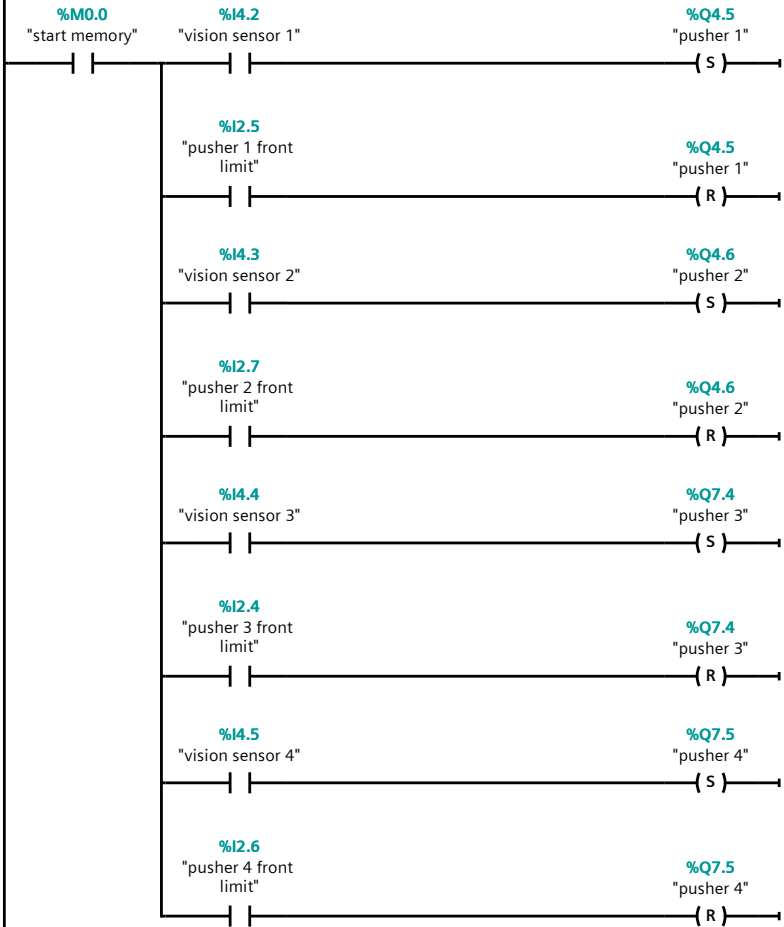 %M0.0 %I4.2 %Q4.5
"start memory" "vision sensor 1" "pusher 1"
S
%I2.5
"pusher 1 front %Q4.5
limit" "pusher 1"
R
%I4.3 %Q4.6
"vision sensor 2" "pusher 2"
S
%I2.7
"pusher 2 front %Q4.6
limit" "pusher 2"
R
%I4.4 %Q7.4
"vision sensor 3" "pusher 3"
S
%I2.4
"pusher 3 front %Q7.4
limit" "pusher 3"
R
%I4.5 %Q7.5
"vision sensor 4" "pusher 4"
S
%I2.6
"pusher 4 front %Q7.5
limit" "pusher 4"
R